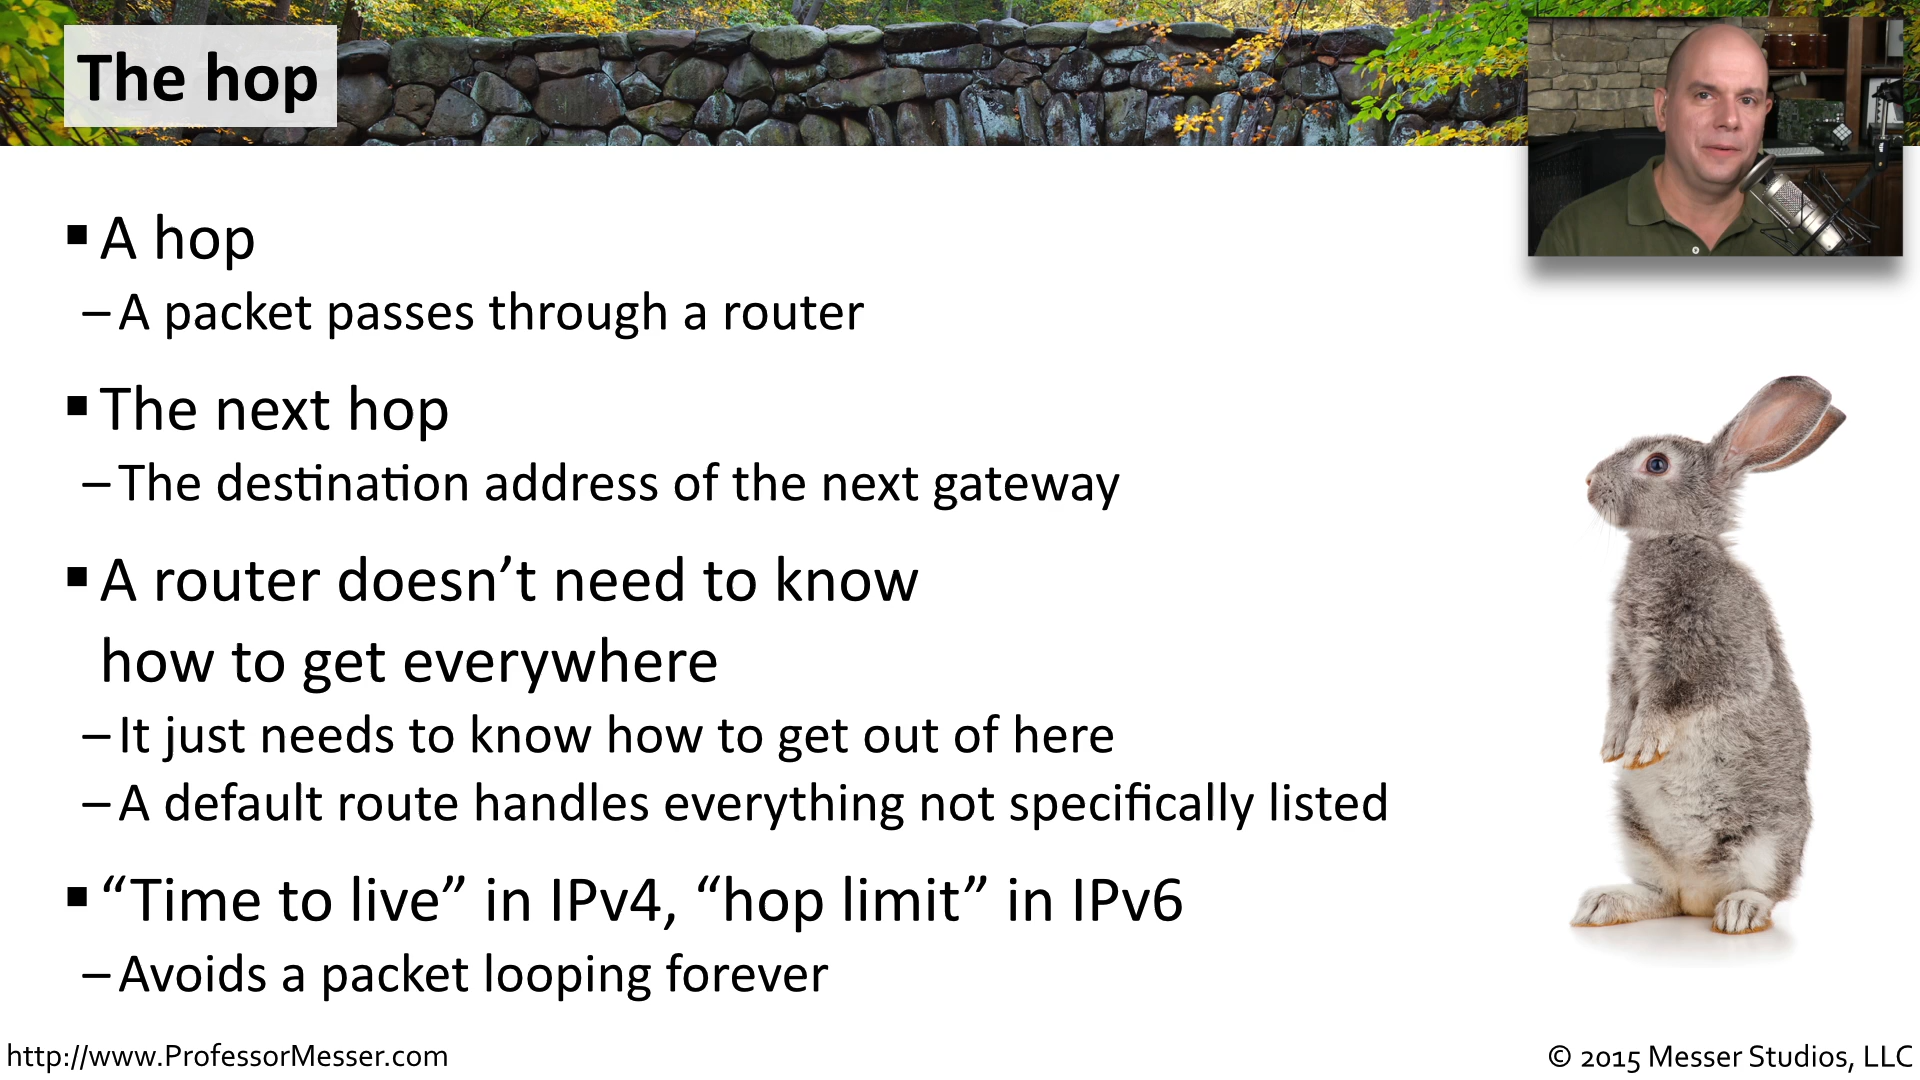 The hop
▪ A hop
– A packet passes through a router
▪ The next hop
– The destination address of the next gateway
▪ A router doesn’t need to know
how to get everywhere
– It just needs to know how to get out of here
– A default route handles everything not specifically listed
▪ “Time to live” in IPv4, “hop limit” in IPv6
– Avoids a packet looping forever
http://www.ProfessorMesser.com
© 2015 Messer Studios, LLC